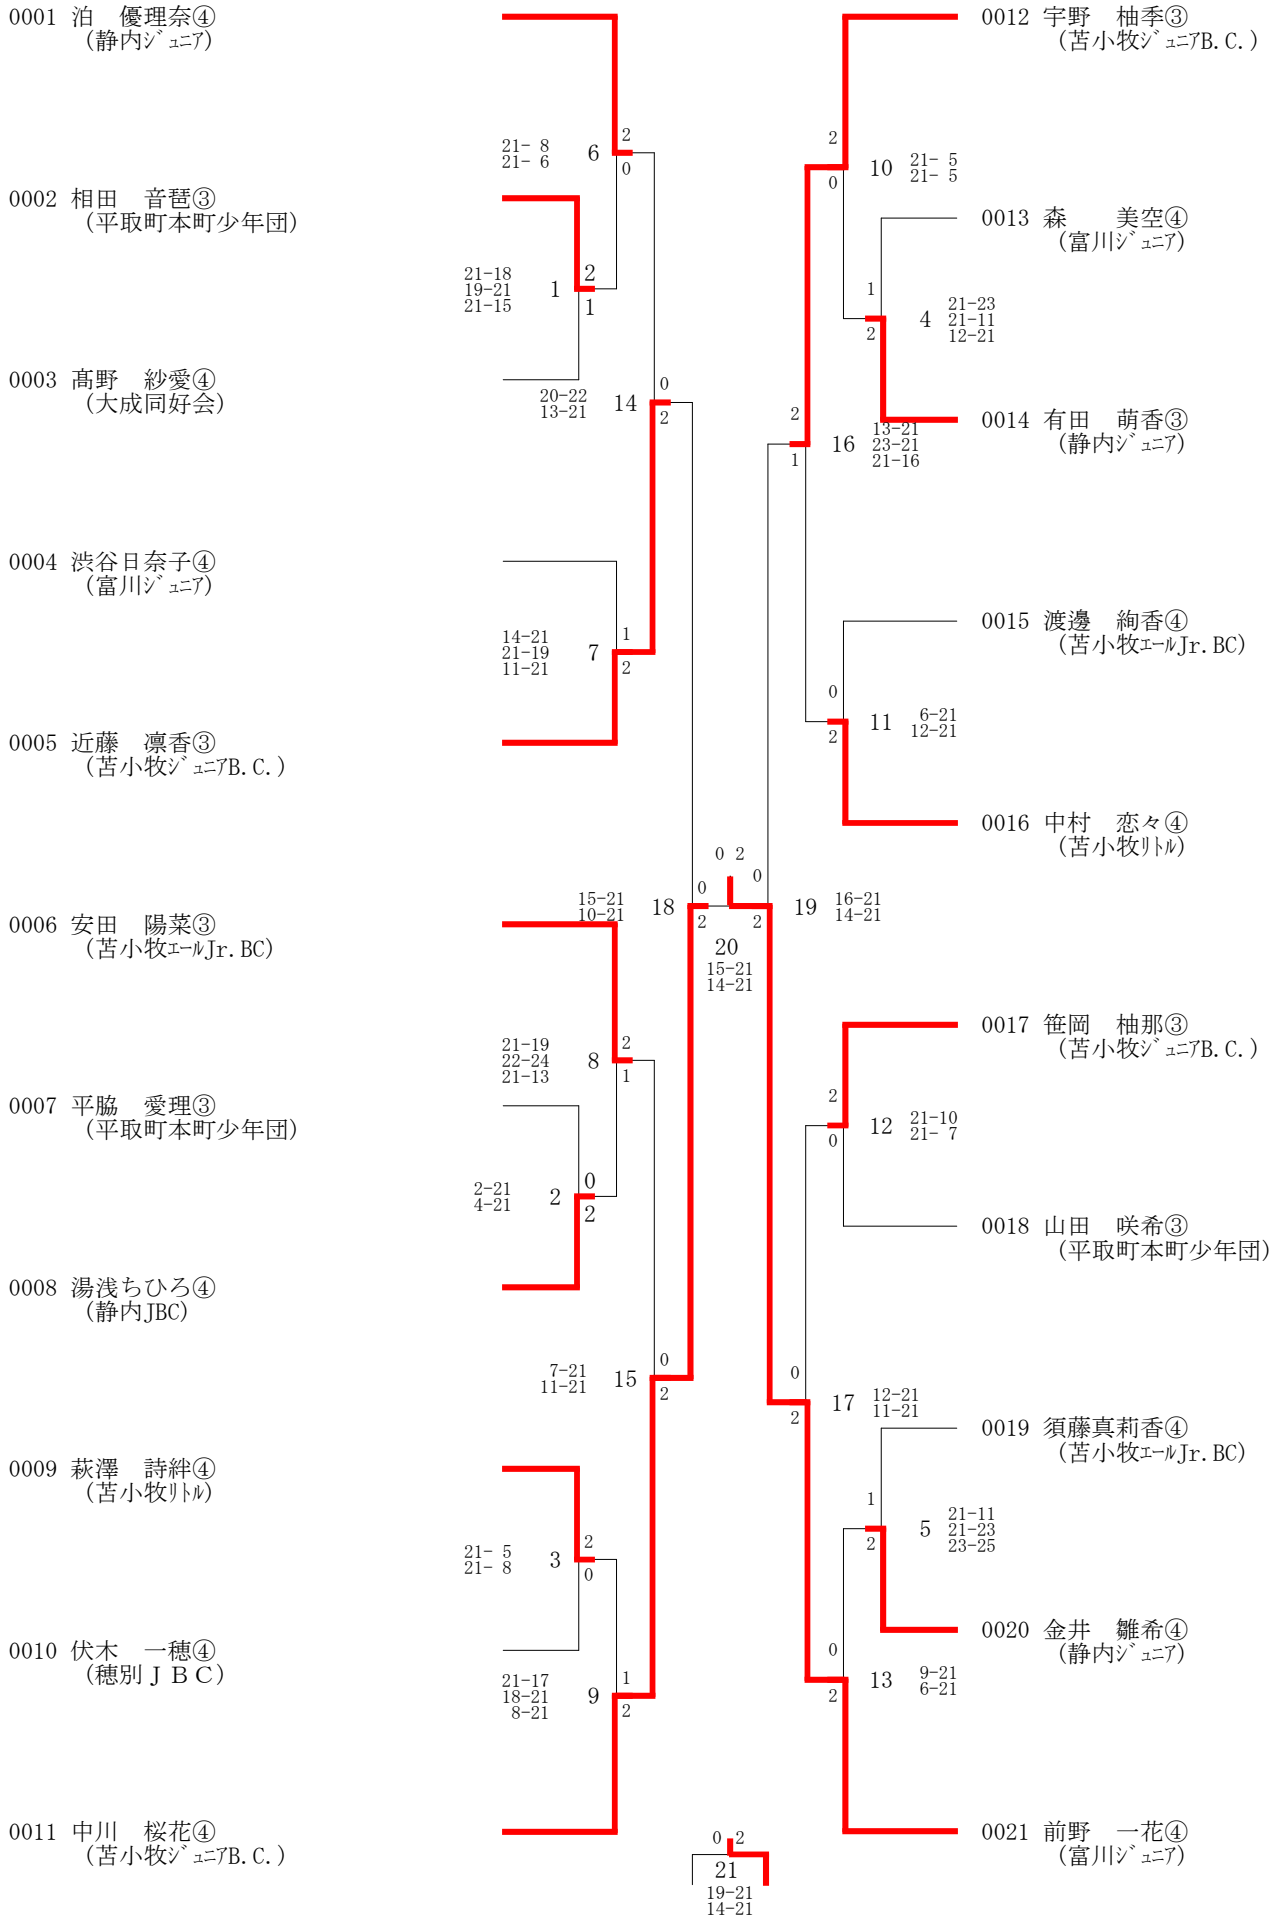 0001 泊　優理奈④
(静内ｼﾞｭﾆｱ)
21- 8
21- 6
6
2
0
0002 相田　音琶③
(平取町本町少年団)
21-18
19-21
21-15
1
2
1
0003 髙野　紗愛④
(大成同好会)
20-22
13-21
14
0
2
0004 渋谷日奈子④
(富川ｼﾞｭﾆｱ)
14-21
21-19
11-21
7
1
2
0005 近藤　凛香③
(苫小牧ｼﾞｭﾆｱB.C.)
15-21
10-21
18
0
2
0006 安田　陽菜③
(苫小牧ｴｰﾙJr.BC)
21-19
22-24
21-13
8
2
1
0007 平脇　愛理③
(平取町本町少年団)
2-21
4-21
2
0
2
0008 湯浅ちひろ④
(静内JBC)
7-21
11-21
15
0
2
0009 萩澤　詩絆④
(苫小牧ﾘﾄﾙ)
21- 5
21- 8
3
2
0
0010 伏木　一穂④
(穂別ＪＢＣ)
21-17
18-21
8-21
9
1
2
0011 中川　桜花④
(苫小牧ｼﾞｭﾆｱB.C.)
0 2
20
15-21
14-21
0 2
21
19-21
14-21
0012 宇野　柚季③
(苫小牧ｼﾞｭﾆｱB.C.)
2
0
10
21- 5
21- 5
0013 森　　美空④
(富川ｼﾞｭﾆｱ)
1
2
4
21-23
21-11
12-21
0014 有田　萌香③
(静内ｼﾞｭﾆｱ)
2
1
16
13-21
23-21
21-16
0015 渡邊　絢香④
(苫小牧ｴｰﾙJr.BC)
0
2
11
6-21
12-21
0016 中村　恋々④
(苫小牧ﾘﾄﾙ)
0
2
19
16-21
14-21
0017 笹岡　柚那③
(苫小牧ｼﾞｭﾆｱB.C.)
2
0
12
21-10
21- 7
0018 山田　咲希③
(平取町本町少年団)
0
2
17
12-21
11-21
0019 須藤真莉香④
(苫小牧ｴｰﾙJr.BC)
1
2
5
21-11
21-23
23-25
0020 金井　雛希④
(静内ｼﾞｭﾆｱ)
0
2
13
9-21
6-21
0021 前野　一花④
(富川ｼﾞｭﾆｱ)